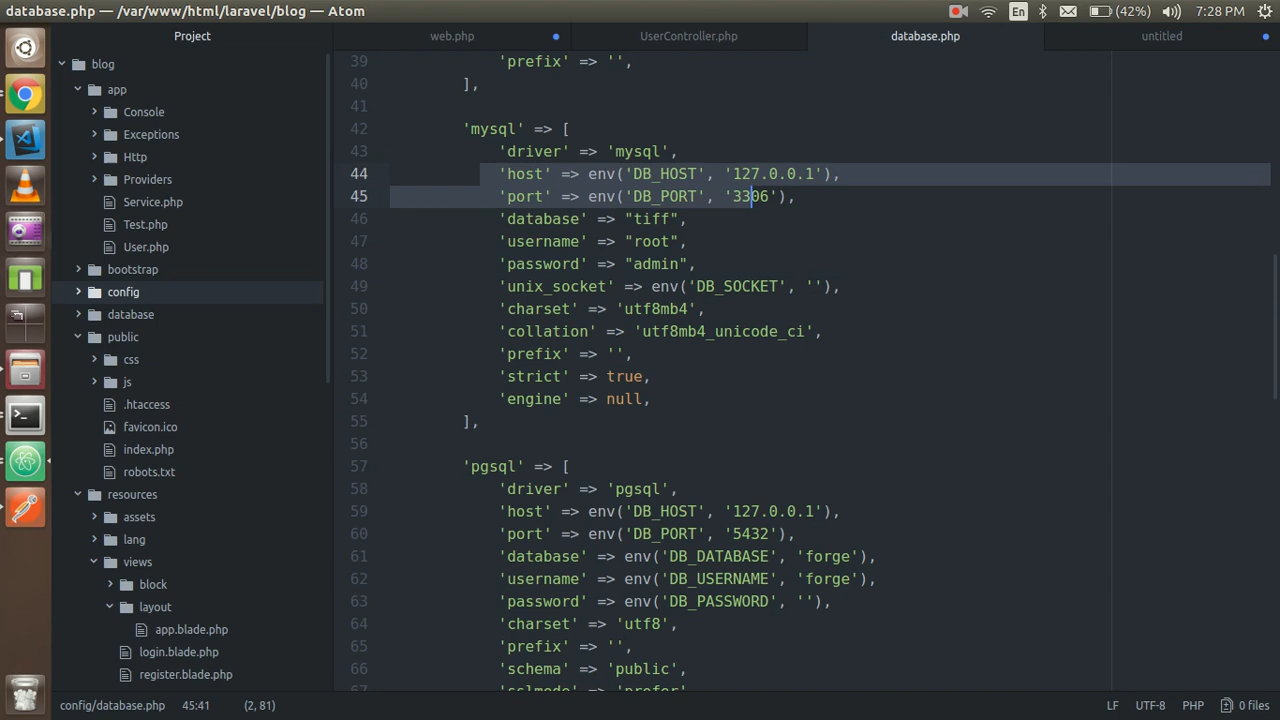 database.php — /var/www/html/laravel/blog — Atom
En
(42%)
7:28 PM
Project
web.php
UserController.php
database.php
untitled
blog
app
Console
Exceptions
Http
Providers
Service.php
Test.php
User.php
bootstrap
config
database
public
css
js
.htaccess
favicon.ico
index.php
robots.txt
resources
assets
lang
views
block
layout
app.blade.php
login.blade.php
register.blade.php
39 'prefix' => '',
40 ],
41
42 'mysql' => [
43 'driver' => 'mysql',
44 'host' => env('DB_HOST', '127.0.0.1'),
45 'port' => env('DB_PORT', '3306'),
46 'database' => "tiff",
47 'username' => "root",
48 'password' => "admin",
49 'unix_socket' => env('DB_SOCKET', ''),
50 'charset' => 'utf8mb4',
51 'collation' => 'utf8mb4_unicode_ci',
52 'prefix' => '',
53 'strict' => true,
54 'engine' => null,
55 ],
56
57 'pgsql' => [
58 'driver' => 'pgsql',
59 'host' => env('DB_HOST', '127.0.0.1'),
60 'port' => env('DB_PORT', '5432'),
61 'database' => env('DB_DATABASE', 'forge'),
62 'username' => env('DB_USERNAME', 'forge'),
63 'password' => env('DB_PASSWORD', ''),
64 'charset' => 'utf8',
65 'prefix' => '',
66 'schema' => 'public',
67 'sslmode' => 'prefer'
config/database.php 45:41 (2, 81)
LF UTF-8 PHP 0 files